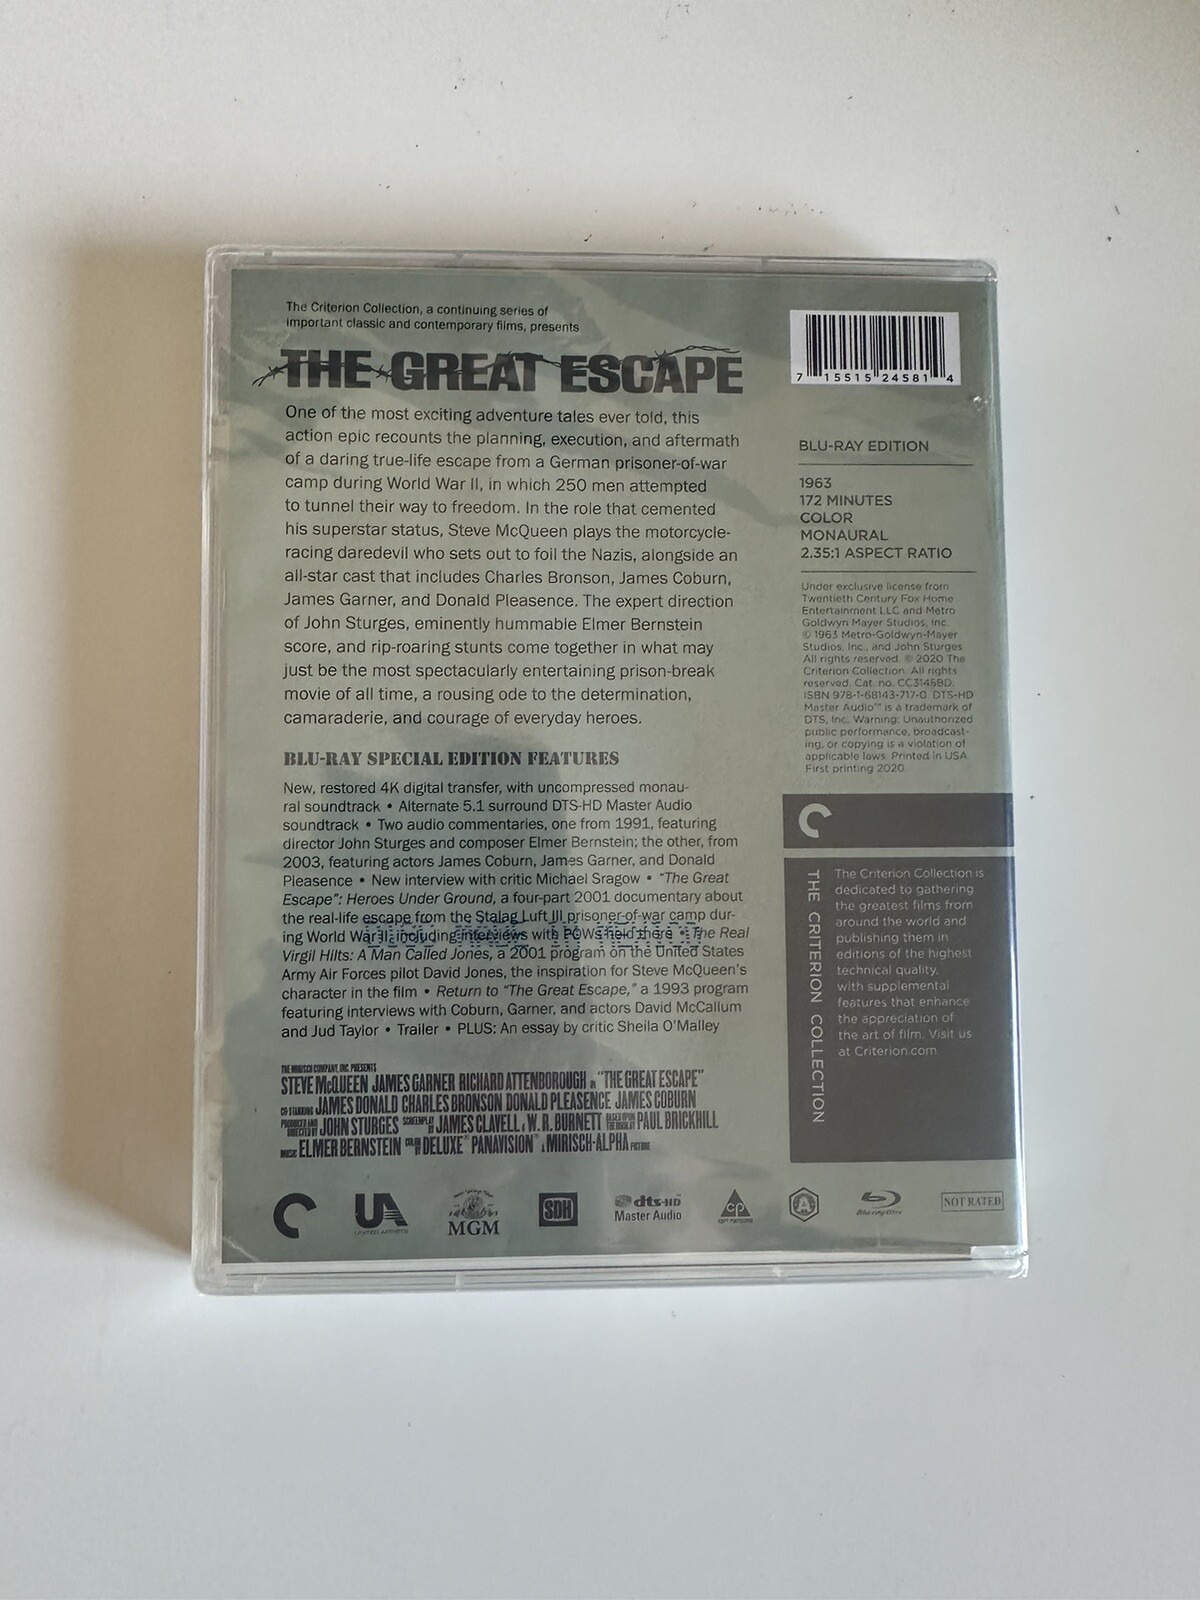 The Criterion Collection, a continuing series of
important classic and contemporary films, presents
THE GREAT ESCAPE
One of the most exciting adventure tales ever told, this
action epic recounts the planning, execution, and aftermath
of a daring true-life escape from a German prisoner-of-war
camp during World War II, in which 250 men attempted
to tunnel their way to freedom. In the role that cemented
his superstar status, Steve McQueen plays the motorcycle-
racing daredevil who sets out to foil the Nazis, alongside an
all-star cast that includes Charles Bronson, James Coburn,
James Garner, and Donald Pleasence. The expert direction
of John Sturges, eminently hummable Elmer Bernstein
score, and rip-roaring stunts come together in what may
just be the most spectacularly entertaining prison-break
movie of all time, a rousing ode to the determination,
camaraderie, and courage of everyday heroes.
BLU-RAY SPECIAL EDITION FEATURES
New, restored 4K digital transfer, with uncompressed monau-
ral soundtrack • Alternate 5.1 surround DTS-HD Master Audio
soundtrack • Two audio commentaries, one from 1991, featuring
director John Sturges and composer Elmer Bernstein; the other, from
2003, featuring actors James Coburn, James Garner, and Donald
Pleasence • New interview with critic Michael Sragow • "The Great
Escape": Heroes Under Ground, a four-part 2001 documentary about
the real-life escape from the Stalag Luft III prisoner-of-war camp dur-
ing World War II, including interviews with POWs held there • The Real
Virgil Hilts: A Man Called Jones, a 2001 program on the United States
Army Air Forces pilot David Jones, the inspiration for Steve McQueen's
character in the film • Return to "The Great Escape," a 1993 program
featuring interviews with Coburn, Garner, and actors David McCallum
and Jud Taylor • Trailer • PLUS: An essay by critic Sheila O'Malley
THE MIRISCH COMPANY, INC. PRESENTS
STEVE McQUEEN JAMES GARNER RICHARD ATTENBOROUGH IN "THE GREAT ESCAPE"
CO-STARRING JAMES DONALD CHARLES BRONSON DONALD PLEASENCE JAMES COBURN
PRODUCED AND DIRECTED BY JOHN STURGES SCREENPLAY BY JAMES CLAVELL & W. R. BURNETT BASED UPON THE BOOK BY PAUL BRICKHILL
MUSIC ELMER BERNSTEIN COLOR BY DELUXE PANAVISION A MIRISCH-ALPHA PICTURE
UA
UNITED ARTISTS
MGM
SDH
dts-HD
Master Audio
cp
A
Blu-ray Disc
NOT RATED
7 15515 24581 4
BLU-RAY EDITION
1963
172 MINUTES
COLOR
MONAURAL
2.35:1 ASPECT RATIO
Under exclusive license from
Twentieth Century Fox Home
Entertainment LLC and Metro
Goldwyn Mayer Studios, Inc.
© 1963 Metro-Goldwyn-Mayer
Studios, Inc., and John Sturges
All rights reserved. © 2020 The
Criterion Collection. All rights
reserved. Cat. no. CC3145BD.
ISBN 978-1-68143-717-0. DTS-HD
Master Audio™ is a trademark of
DTS, Inc. Warning: Unauthorized
public performance, broadcast-
ing, or copying is a violation of
applicable laws. Printed in USA
First printing 2020.
THE CRITERION COLLECTION
The Criterion Collection is
dedicated to gathering
the greatest films from
around the world and
publishing them in
editions of the highest
technical quality,
with supplemental
features that enhance
the appreciation of
the art of film. Visit us
at Criterion.com